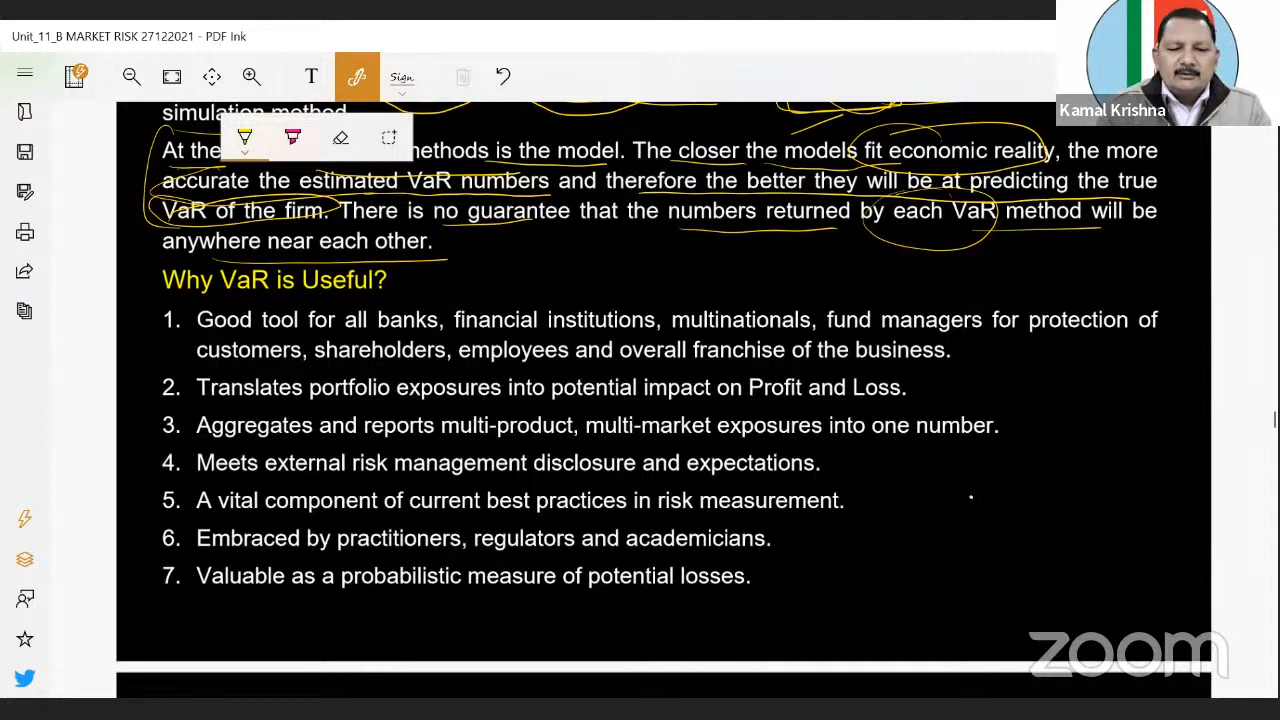 Unit_11_B MARKET RISK 27122021 - PDF Ink
Kamal Krishna
T
Sign
simulation method
At the methods is the model. The closer the models fit economic reality, the more
accurate the estimated VaR numbers and therefore the better they will be at predicting the true
VaR of the firm. There is no guarantee that the numbers returned by each VaR method will be
anywhere near each other.
Why VaR is Useful?
1. Good tool for all banks, financial institutions, multinationals, fund managers for protection of
customers, shareholders, employees and overall franchise of the business.
2. Translates portfolio exposures into potential impact on Profit and Loss.
3. Aggregates and reports multi-product, multi-market exposures into one number.
4. Meets external risk management disclosure and expectations.
5. A vital component of current best practices in risk measurement.
6. Embraced by practitioners, regulators and academicians.
7. Valuable as a probabilistic measure of potential losses.
zoom